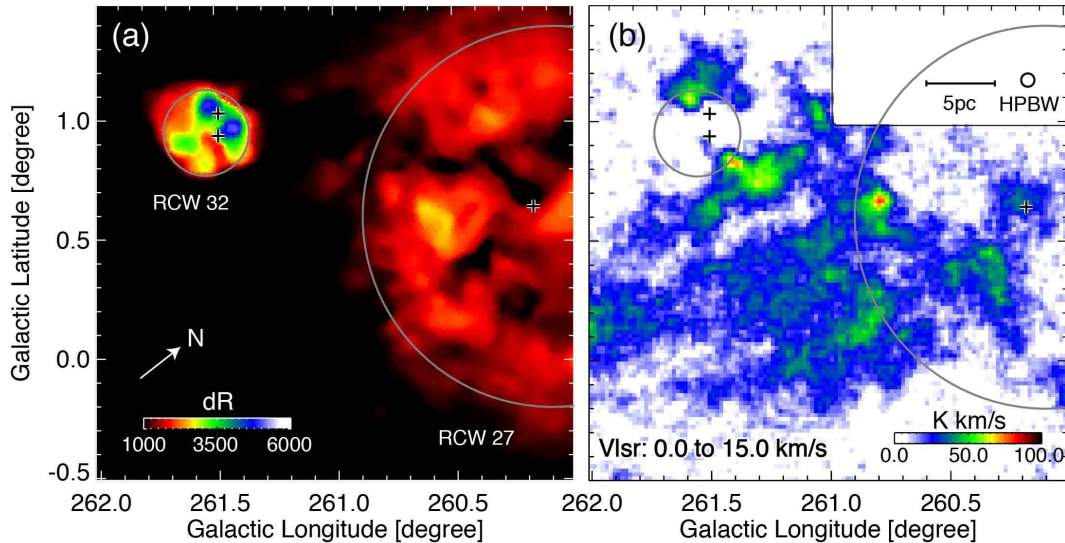 (a)
RCW 32
N
dR
1000 3500 6000
RCW 27
1.0
0.5
0.0
-0.5
262.0 261.5 261.0 260.5
Galactic Longitude [degree]
Galactic Latitude [degree]
(b)
5pc HPBW
Vlsr: 0.0 to 15.0 km/s
K km/s
0.0 50.0 100.0
262.0 261.5 261.0 260.5
Galactic Longitude [degree]